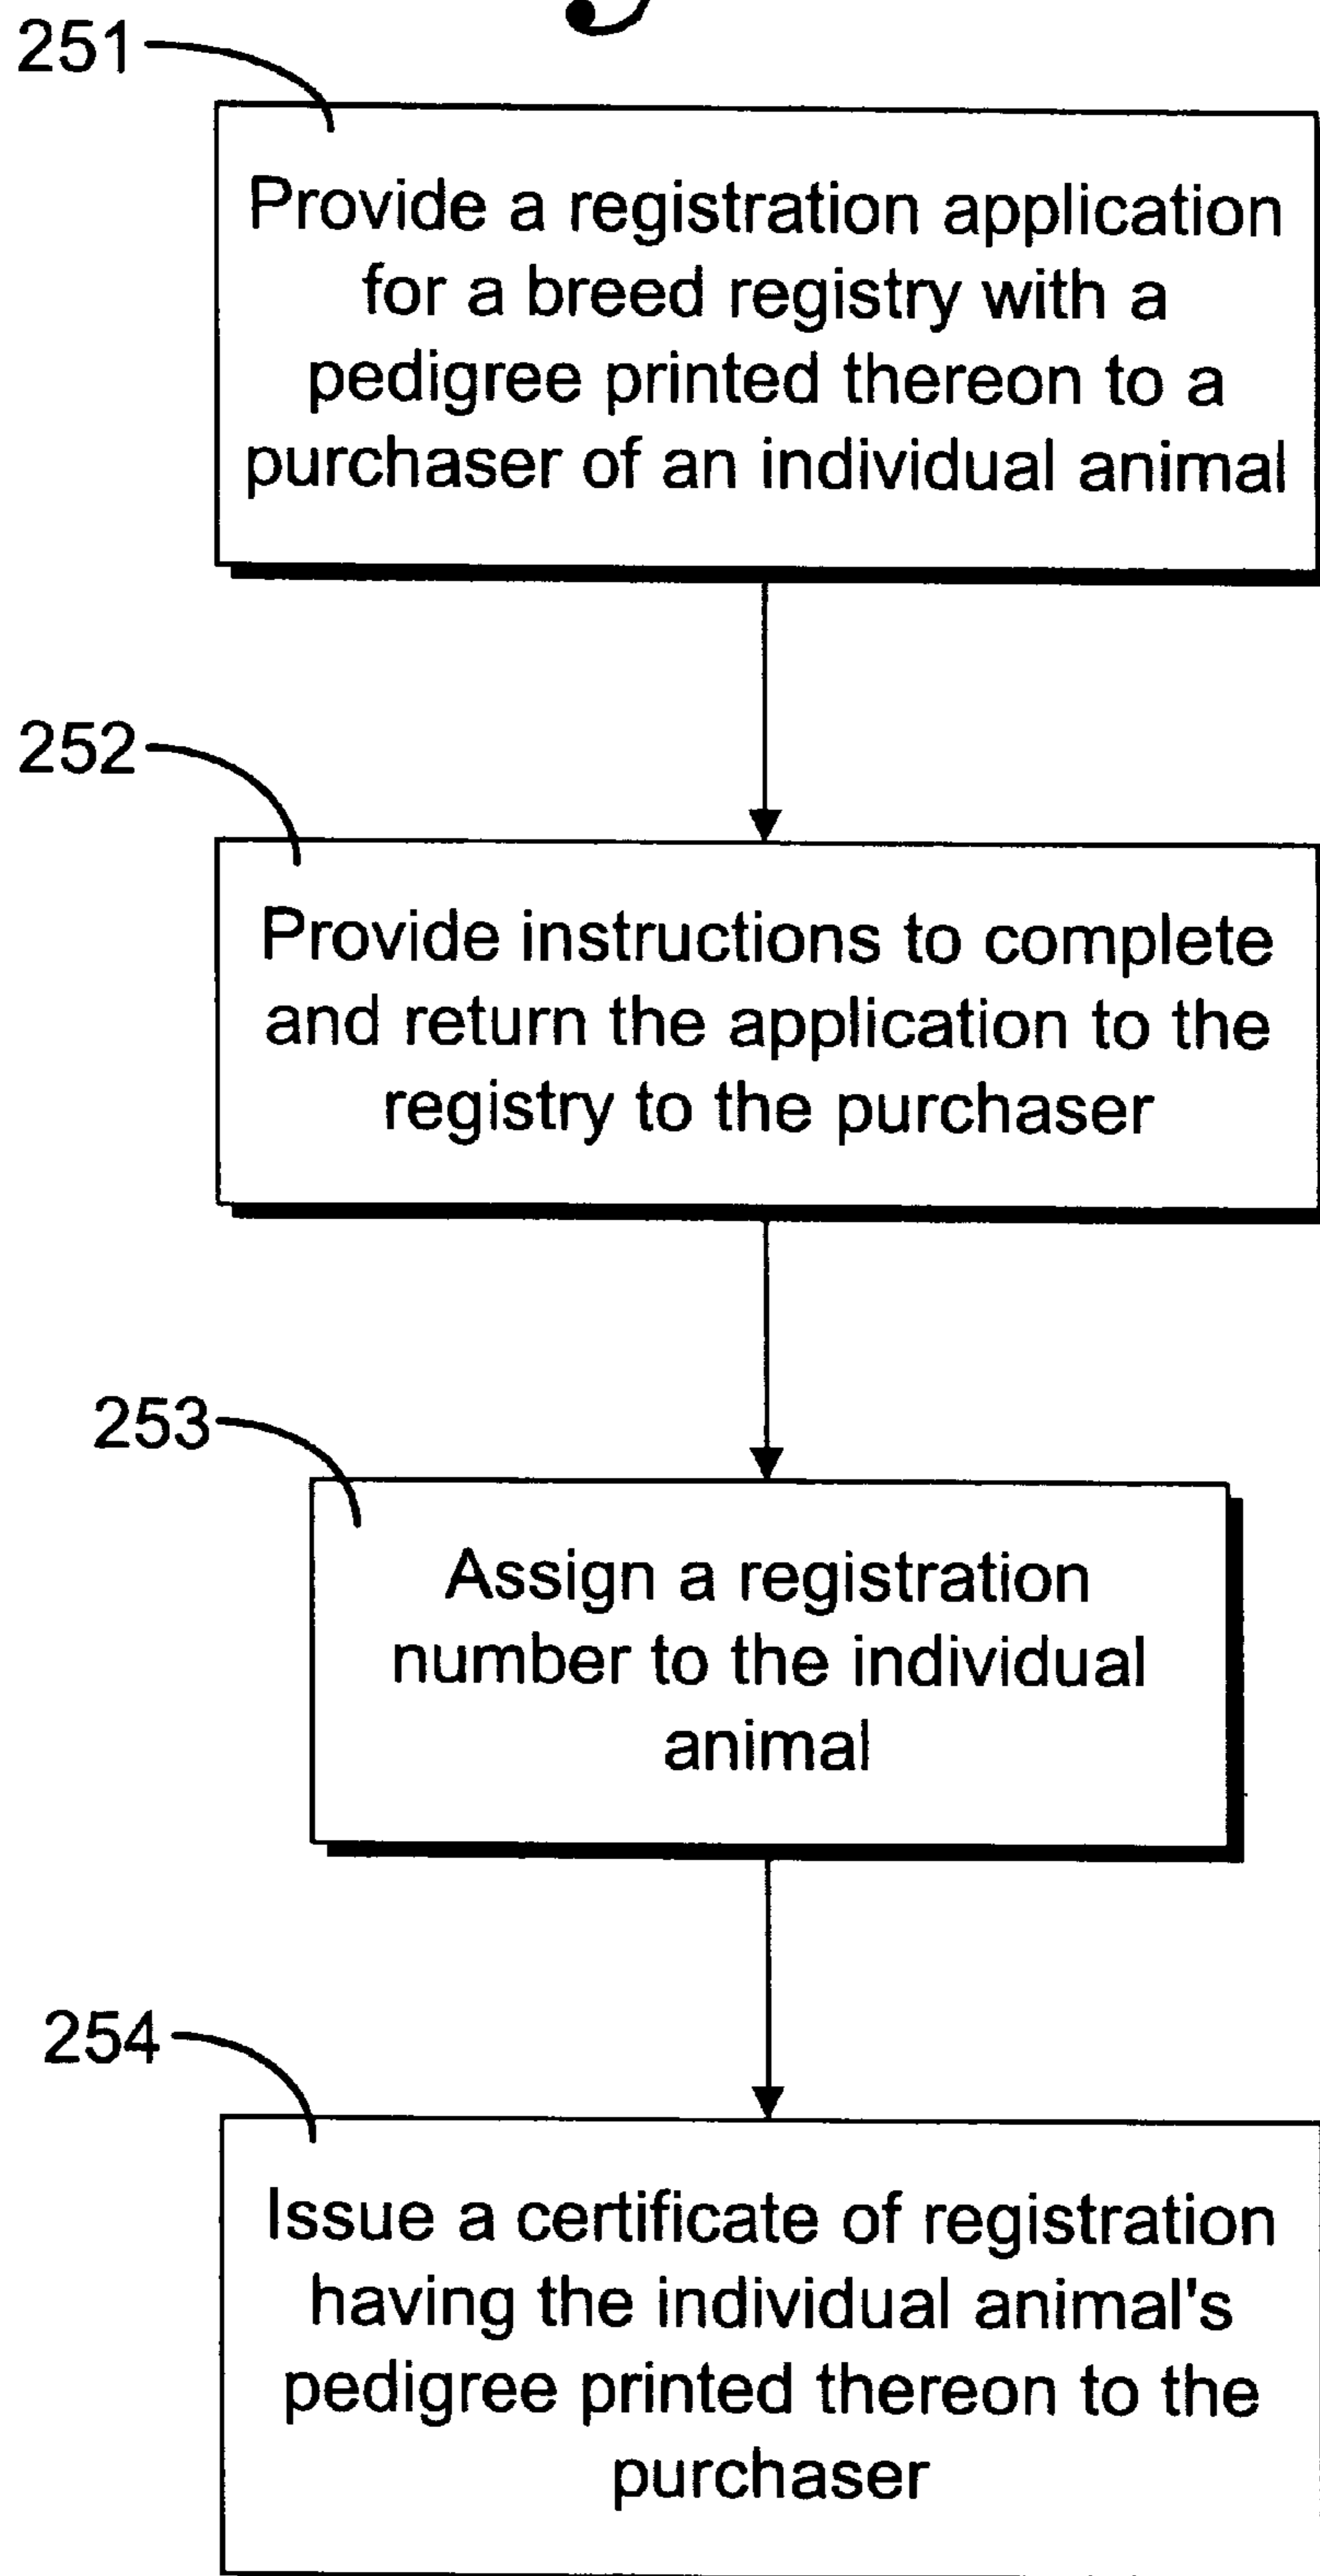 251
Provide a registration application
for a breed registry with a
pedigree printed thereon to a
purchaser of an individual animal
252
Provide instructions to complete
and return the application to the
registry to the purchaser
253
Assign a registration
number to the individual
animal
254
Issue a certificate of registration
having the individual animal's
pedigree printed thereon to the
purchaser